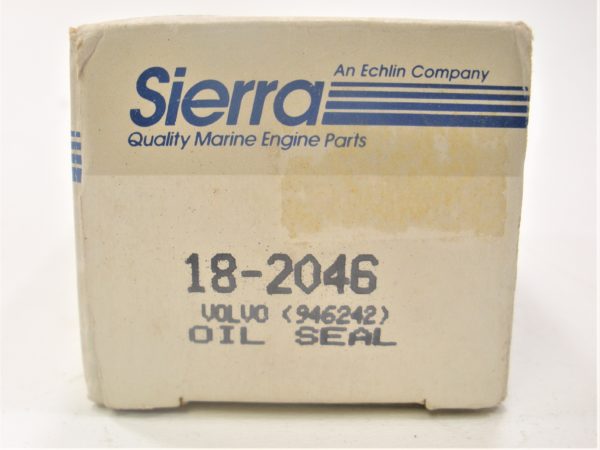 An Echlin Company
Sierra
Quality Marine Engine Parts
18-2046
VOLVO (946242)
OIL SEAL